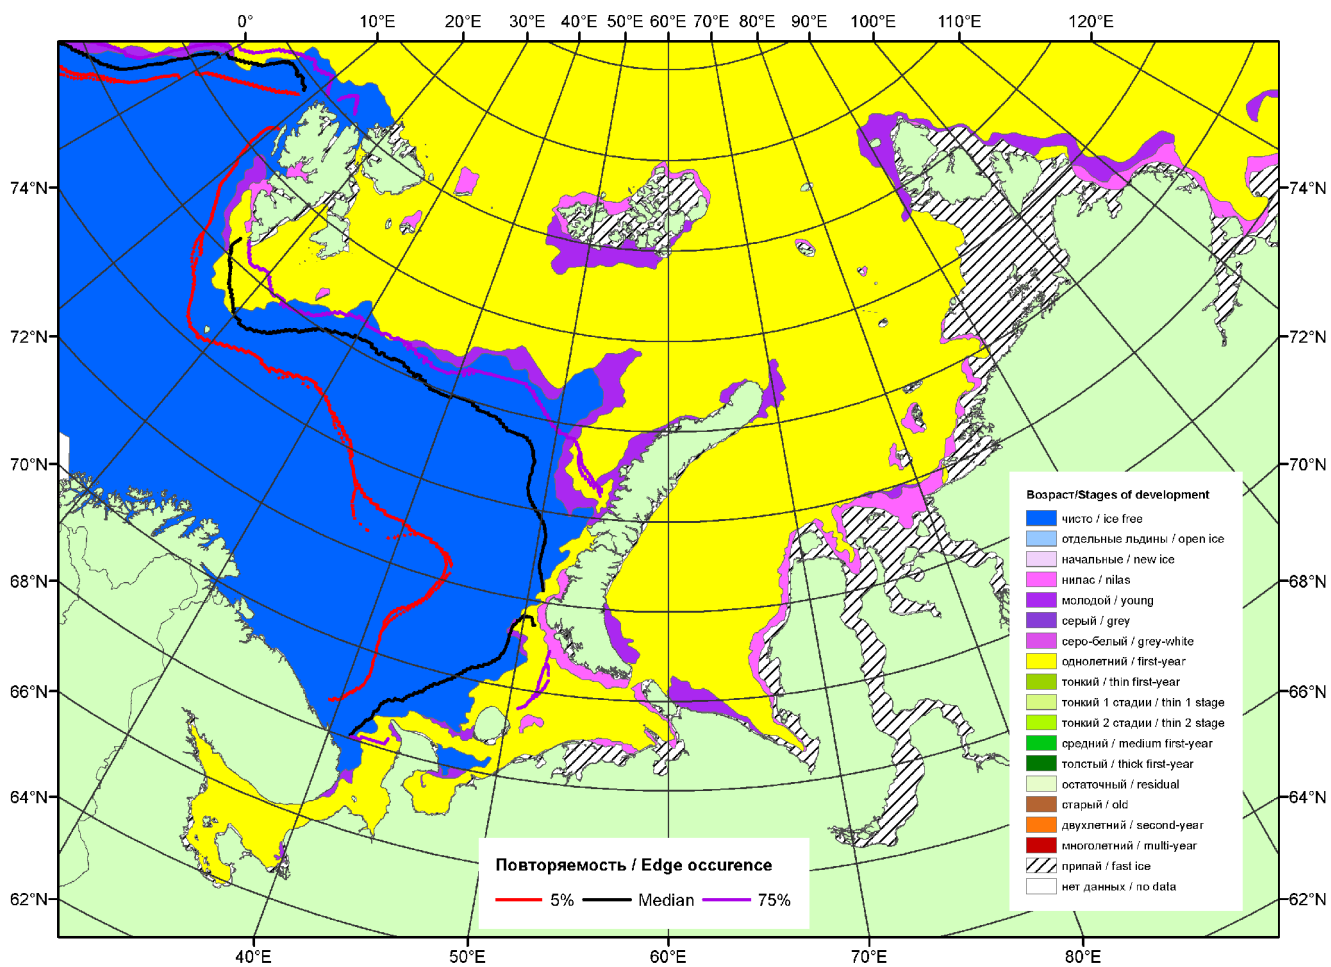 0° 10°E 20°E 30°E 40°E 50°E 60°E 70°E 80°E 90°E 100°E 110°E 120°E
74°N 74°N
72°N 72°N
70°N 70°N
68°N 68°N
66°N 66°N
64°N 64°N
62°N 62°N
Возраст/Stages of development
чисто / ice free
отдельные льдины / open ice
начальные / new ice
нилас / nilas
молодой / young
серый / grey
серо-белый / grey-white
однолетний / first-year
тонкий / thin first-year
тонкий 1 стадии / thin 1 stage
тонкий 2 стадии / thin 2 stage
средний / medium first-year
толстый / thick first-year
остаточный / residual
старый / old
двухлетний / second-year
многолетний / multi-year
припай / fast ice
нет данных / no data
Повторяемость / Edge occurence
5% Median 75%
40°E 50°E 60°E 70°E 80°E